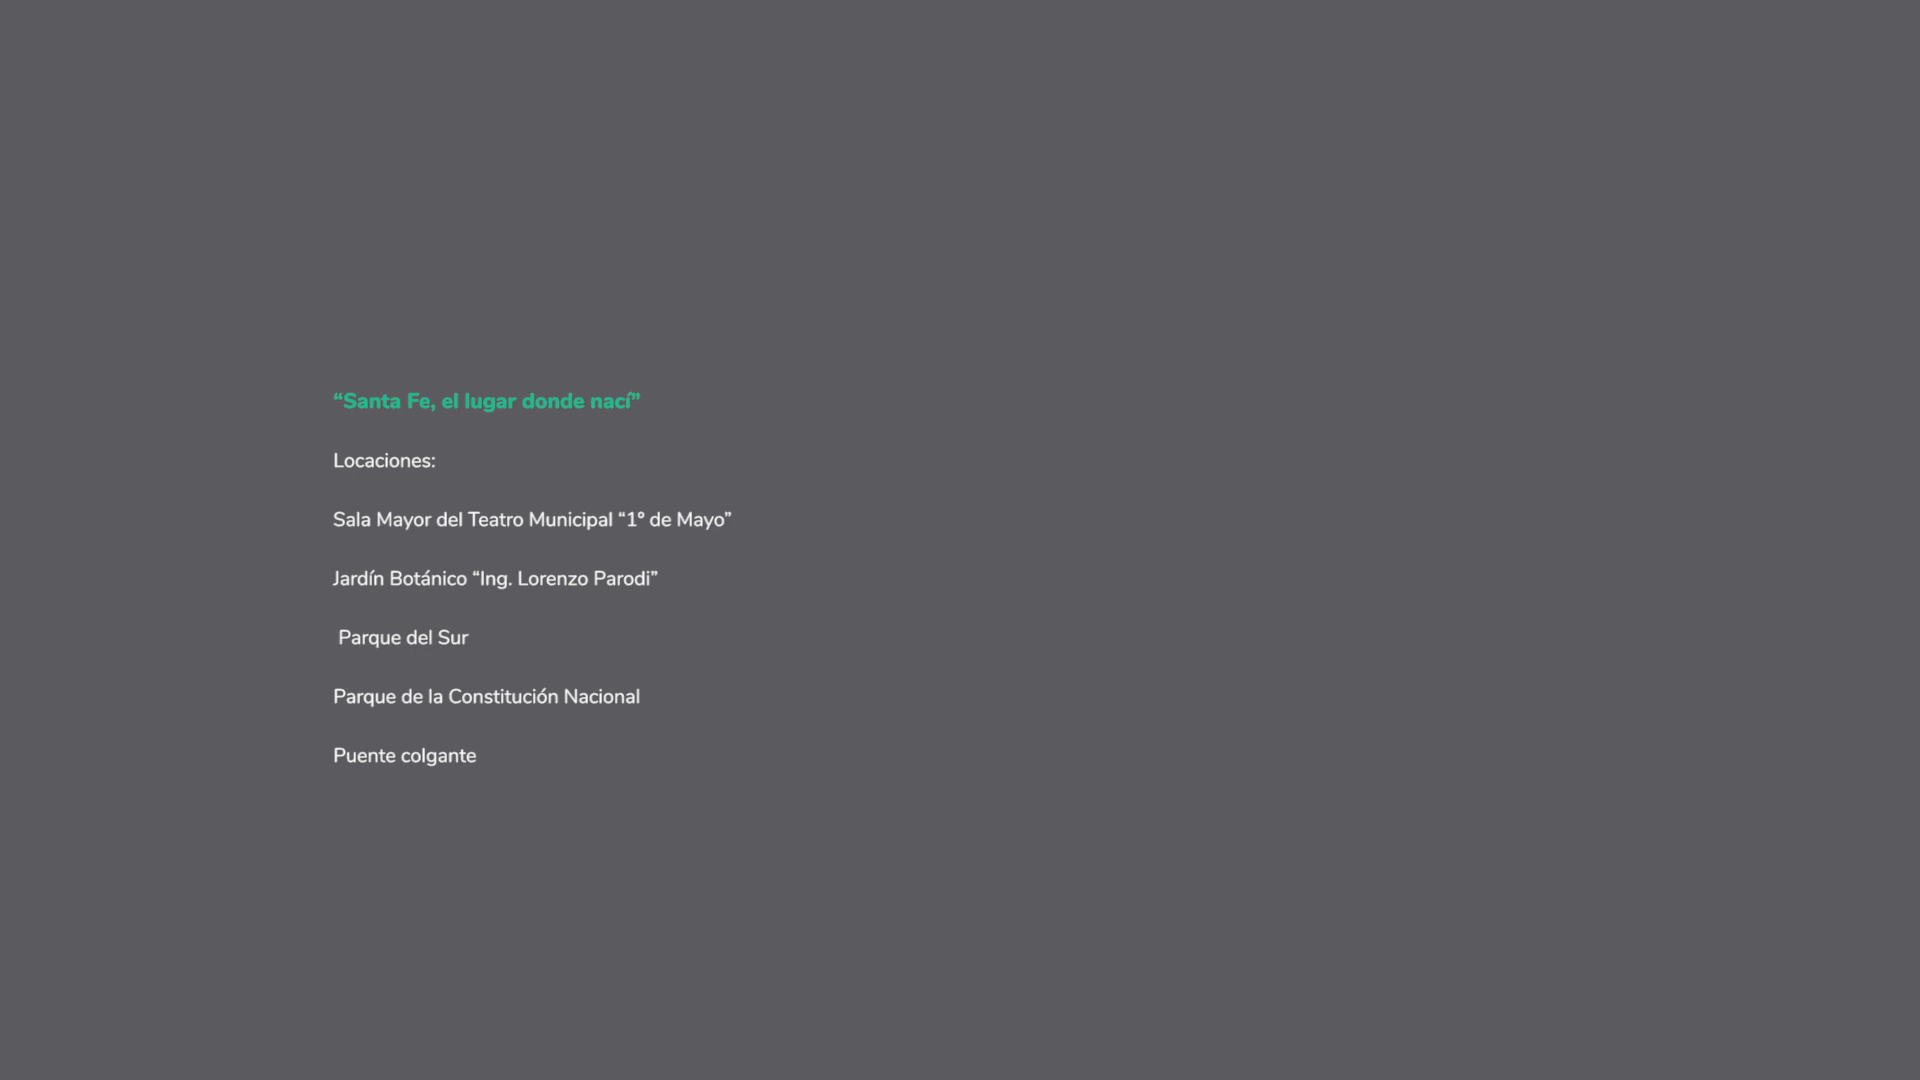 “Santa Fe, el lugar donde nací”
Locaciones:
Sala Mayor del Teatro Municipal “1º de Mayo”
Jardín Botánico “Ing. Lorenzo Parodi”
Parque del Sur
Parque de la Constitución Nacional
Puente colgante